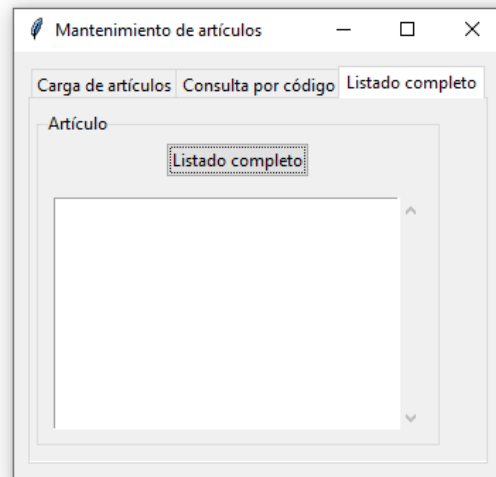 Mantenimiento de artículos
Carga de artículos Consulta por código Listado completo
Artículo
Listado completo